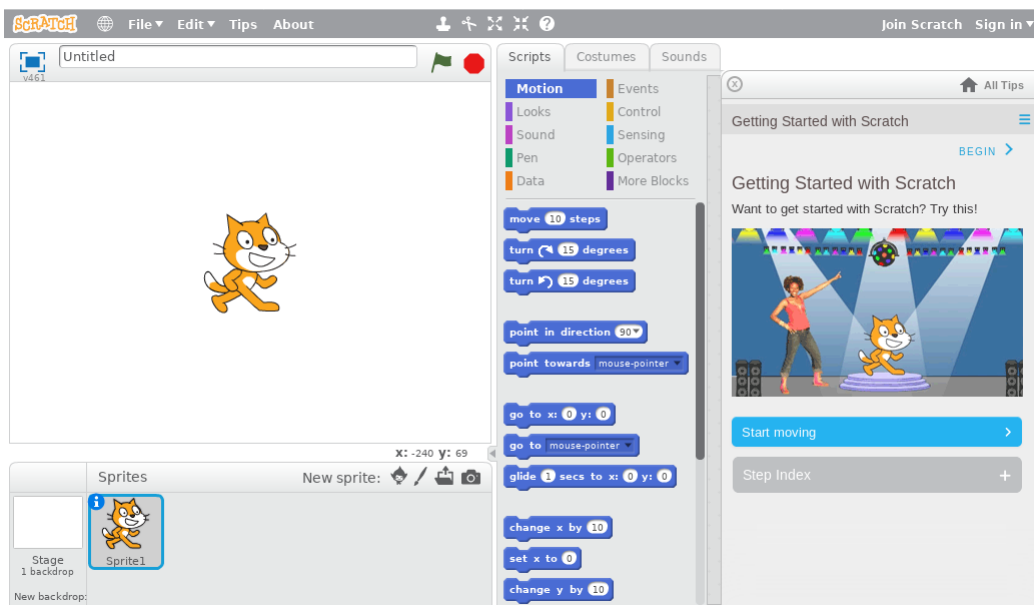 SCRATCH File Edit Tips About Join Scratch Sign in
v461
Untitled
x: -240 y: 69
Sprites New sprite:
Stage
1 backdrop
New backdrop:
Sprite1
Scripts Costumes Sounds
Motion Events
Looks Control
Sound Sensing
Pen Operators
Data More Blocks
move 10 steps
turn 15 degrees
turn 15 degrees
point in direction 90
point towards mouse-pointer
go to x: 0 y: 0
go to mouse-pointer
glide 1 secs to x: 0 y: 0
change x by 10
set x to 0
change y by 10
All Tips
Getting Started with Scratch
BEGIN
Getting Started with Scratch
Want to get started with Scratch? Try this!
Start moving
Step Index